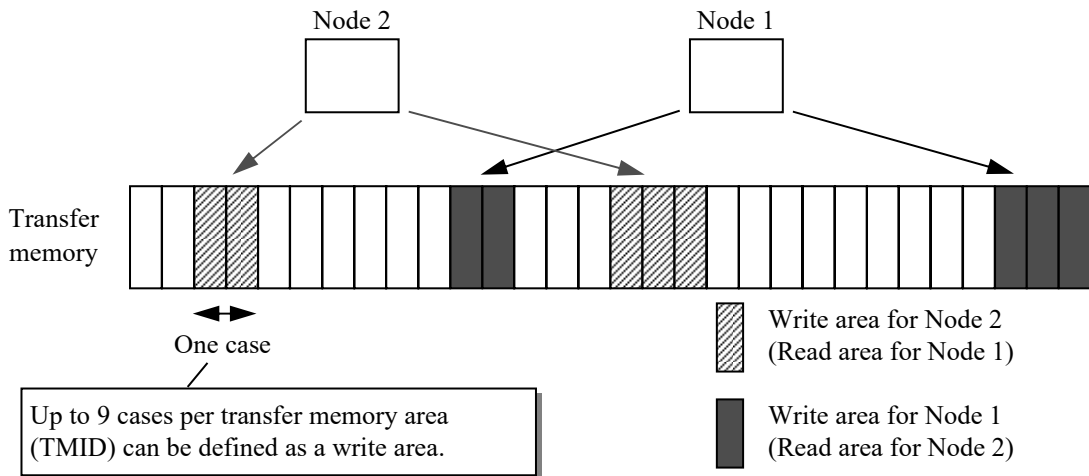 Node 2
Node 1
Transfer
memory
One case
Up to 9 cases per transfer memory area
(TMID) can be defined as a write area.
Write area for Node 2
(Read area for Node 1)
Write area for Node 1
(Read area for Node 2)